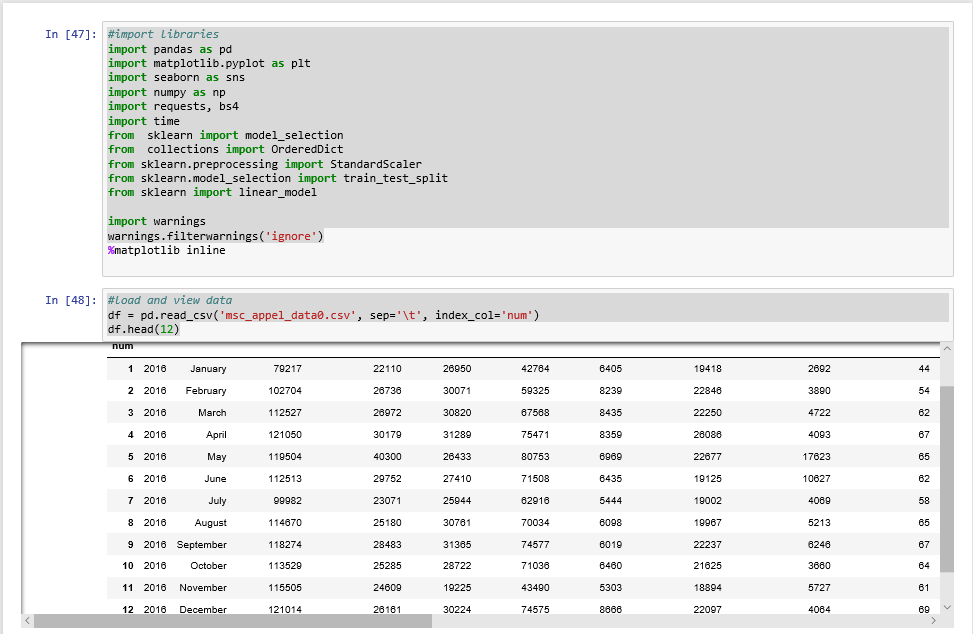 In [47]: #import libraries
import pandas as pd
import matplotlib.pyplot as plt
import seaborn as sns
import numpy as np
import requests, bs4
import time
from  sklearn import model_selection
from  collections import OrderedDict
from sklearn.preprocessing import StandardScaler
from sklearn.model_selection import train_test_split
from sklearn import linear_model
import warnings
warnings.filterwarnings('ignore')
%matplotlib inline
In [48]: #load and view data
df = pd.read_csv('msc_appel_data0.csv', sep='\t', index_col='num')
df.head(12)
num
1 2016 January 79217 22110 26950 42764 6405 19418 2692 44
2 2016 February 102704 26736 30071 59325 8239 22846 3890 54
3 2016 March 112527 26972 30820 67568 8435 22250 4722 62
4 2016 April 121050 30179 31289 75471 8359 26086 4093 67
5 2016 May 119504 40300 26433 80753 6969 22677 17623 65
6 2016 June 112513 29752 27410 71508 6435 19125 10627 62
7 2016 July 99982 23071 25944 62916 5444 19002 4069 58
8 2016 August 114670 25180 30761 70034 6098 19967 5213 65
9 2016 September 118274 28483 31365 74577 6019 22237 6246 67
10 2016 October 113529 25285 28722 71036 6460 21625 3660 64
11 2016 November 115505 24609 19225 43490 5303 18894 5727 61
12 2016 December 121014 26161 30224 74575 8666 22097 4064 69